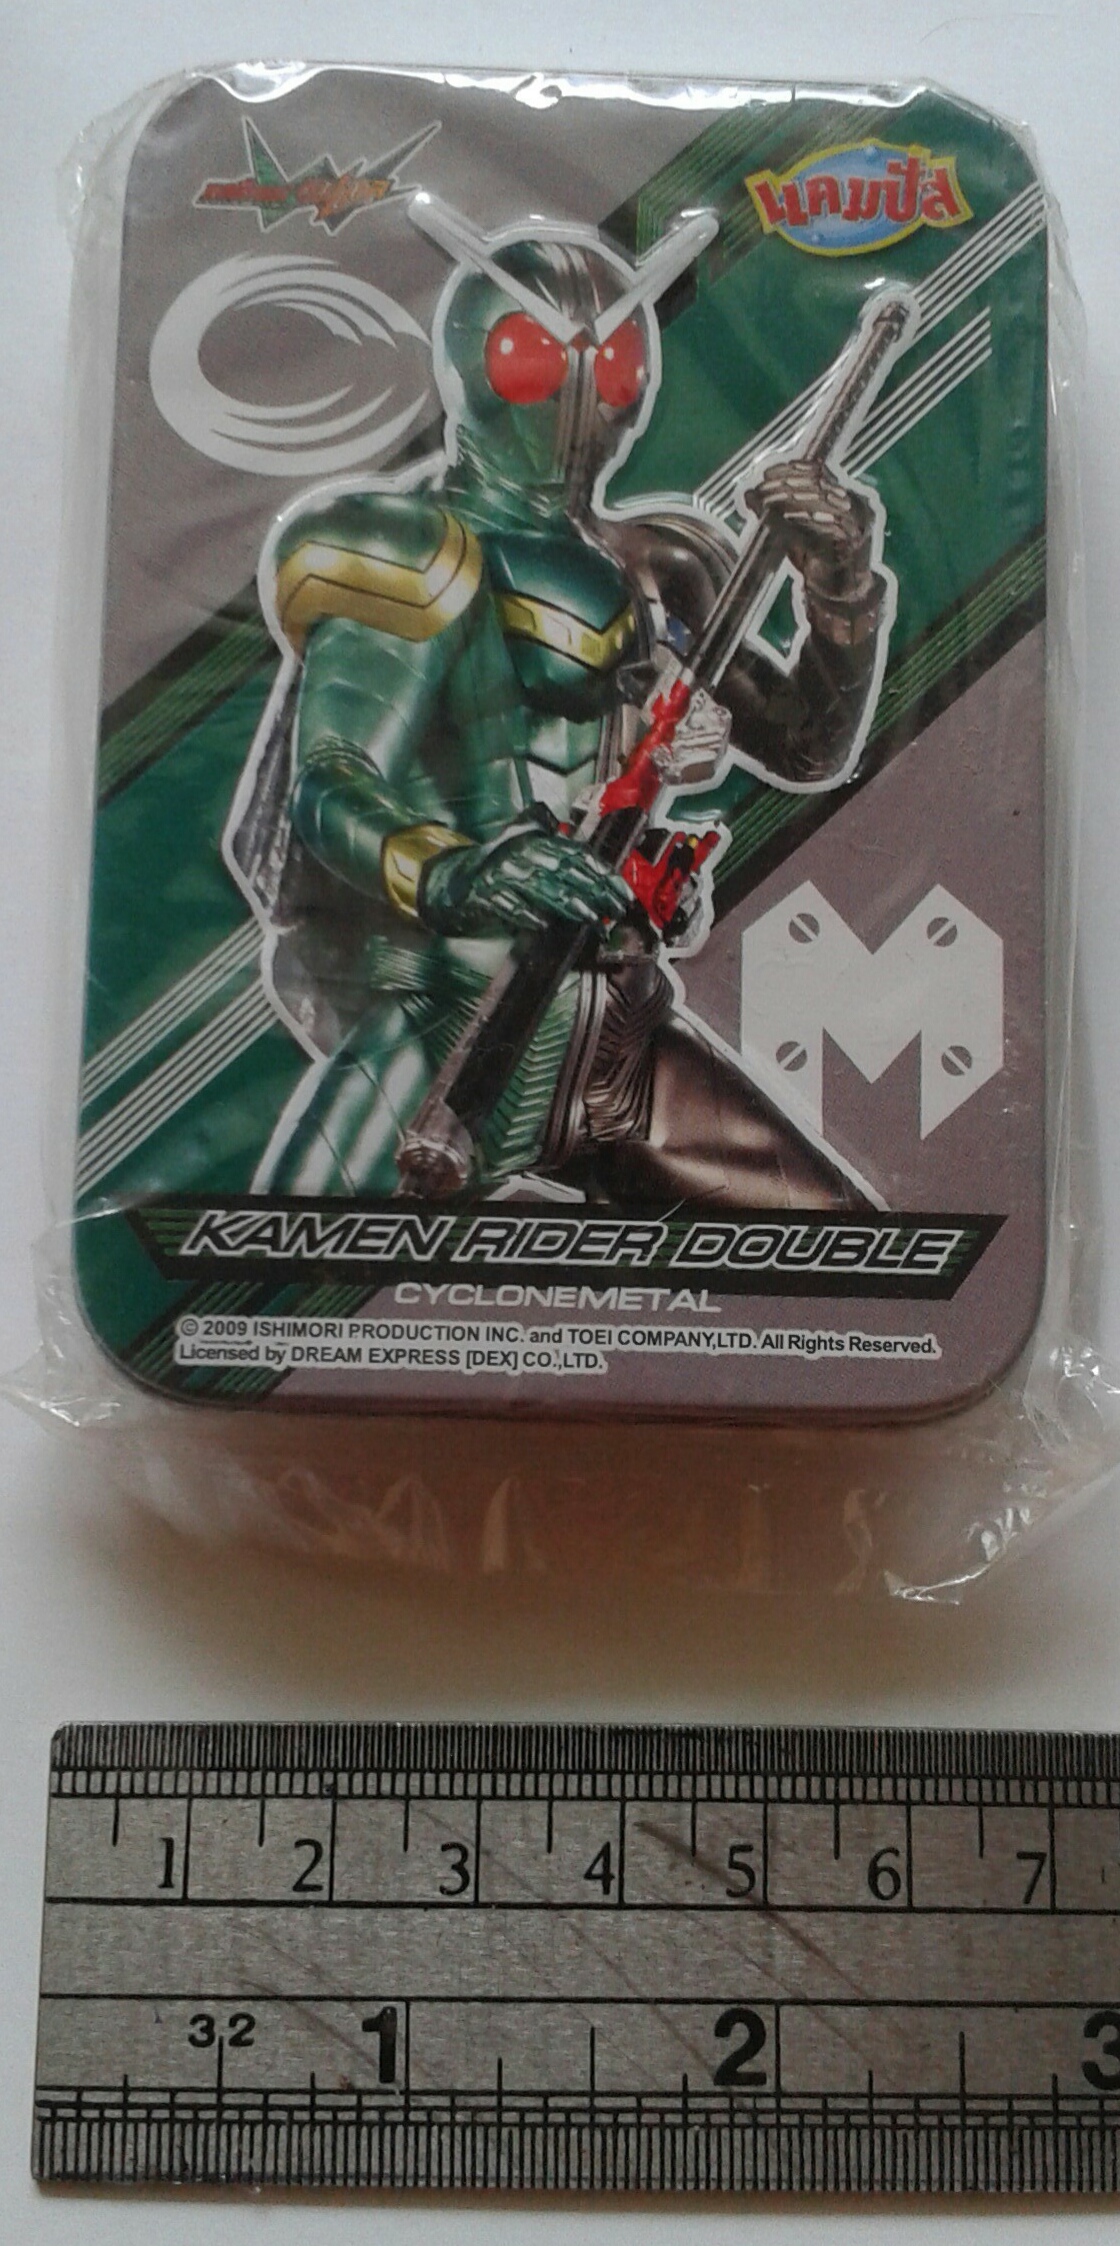 แคมปัส
KAMEN RIDER DOUBLE
CYCLONEMETAL
© 2009 ISHIMORI PRODUCTION INC. and TOEI COMPANY,LTD. All Rights Reserved.
Licensed by DREAM EXPRESS [DEX] CO.,LTD.
1 2 3 4 5 6 7
32 1 2 3